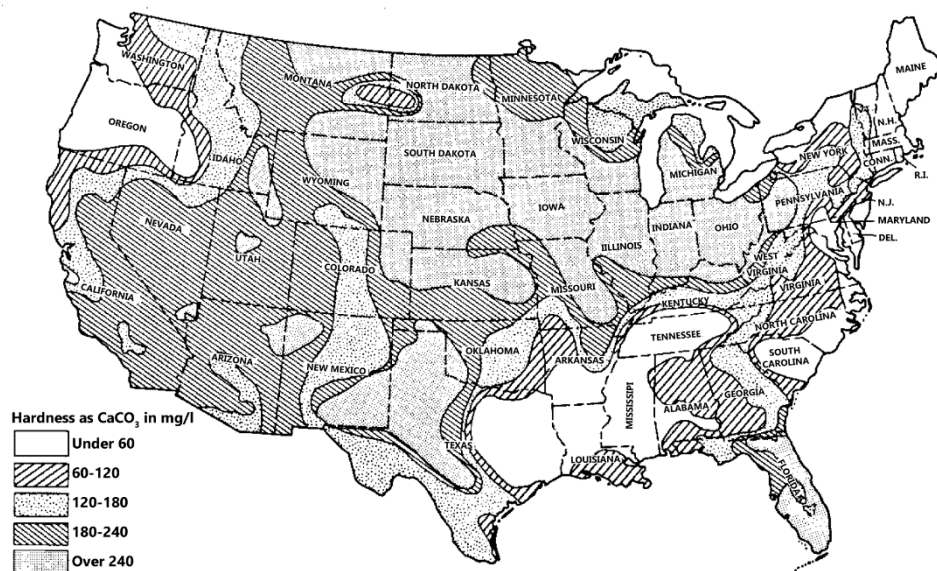 WASHINGTON
OREGON
IDAHO
MONTANA
NORTH DAKOTA
MINNESOTA
WISCONSIN
MICHIGAN
NEW YORK
MAINE
N.H.
MASS.
CONN.
R.I.
SOUTH DAKOTA
WYOMING
NEBRASKA
IOWA
ILLINOIS
INDIANA
OHIO
PENNSYLVANIA
N.J.
MARYLAND
DEL.
WEST
VIRGINIA
VIRGINIA
NEVADA
UTAH
COLORADO
KANSAS
MISSOURI
KENTUCKY
CALIFORNIA
ARIZONA
NEW MEXICO
OKLAHOMA
ARKANSAS
TENNESSEE
NORTH CAROLINA
SOUTH
CAROLINA
MISSISSIPI
ALABAMA
GEORGIA
TEXAS
LOUISIANA
FLORIDA
Hardness as CaCO₃ in mg/l
Under 60
60-120
120-180
180-240
Over 240